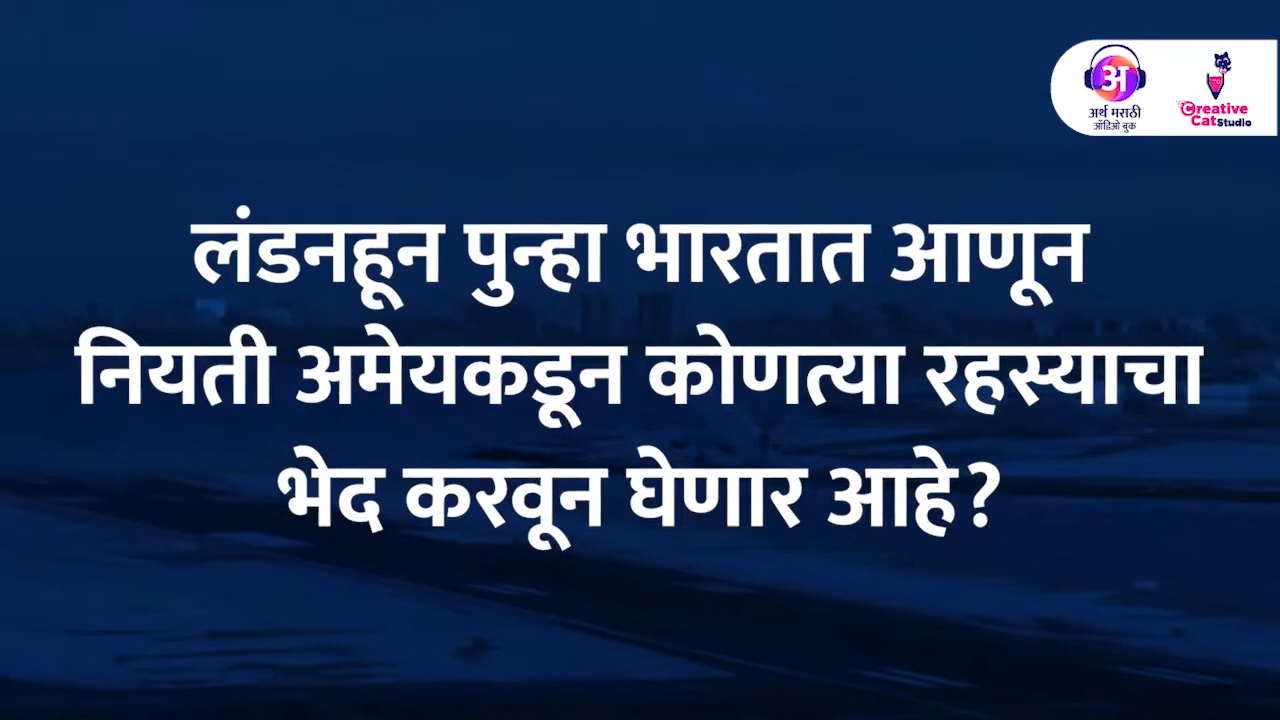 अ
अर्थ मराठी
ऑडिओ बुक
Creative
Cat Studio
लंडनहून पुन्हा भारतात आणून
नियती अमेयकडून कोणत्या रहस्याचा
भेद करवून घेणार आहे?